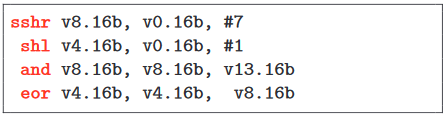 sshr v8.16b, v0.16b, #7
shl v4.16b, v0.16b, #1
and v8.16b, v8.16b, v13.16b
eor v4.16b, v4.16b, v8.16b